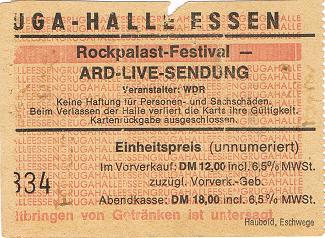 UGA-HALLE ESSEN
Rockpalast-Festival —
ARD-LIVE-SENDUNG
Veranstalter: WDR
Keine Haftung für Personen- und Sachschäden.
Beim Verlassen der Halle verliert die Karte ihre Gültigkeit.
Kartenrückgabe ausgeschlossen.
Einheitspreis (unnumeriert)
Im Vorverkauf: DM 12,00 incl. 6,5% MWSt.
zuzügl. Vorverk.-Geb.
334
Abendkasse: DM 18,00 incl. 6,5% MWSt.
itbringen von Getränken ist untersagt
Haubold, Eschwege